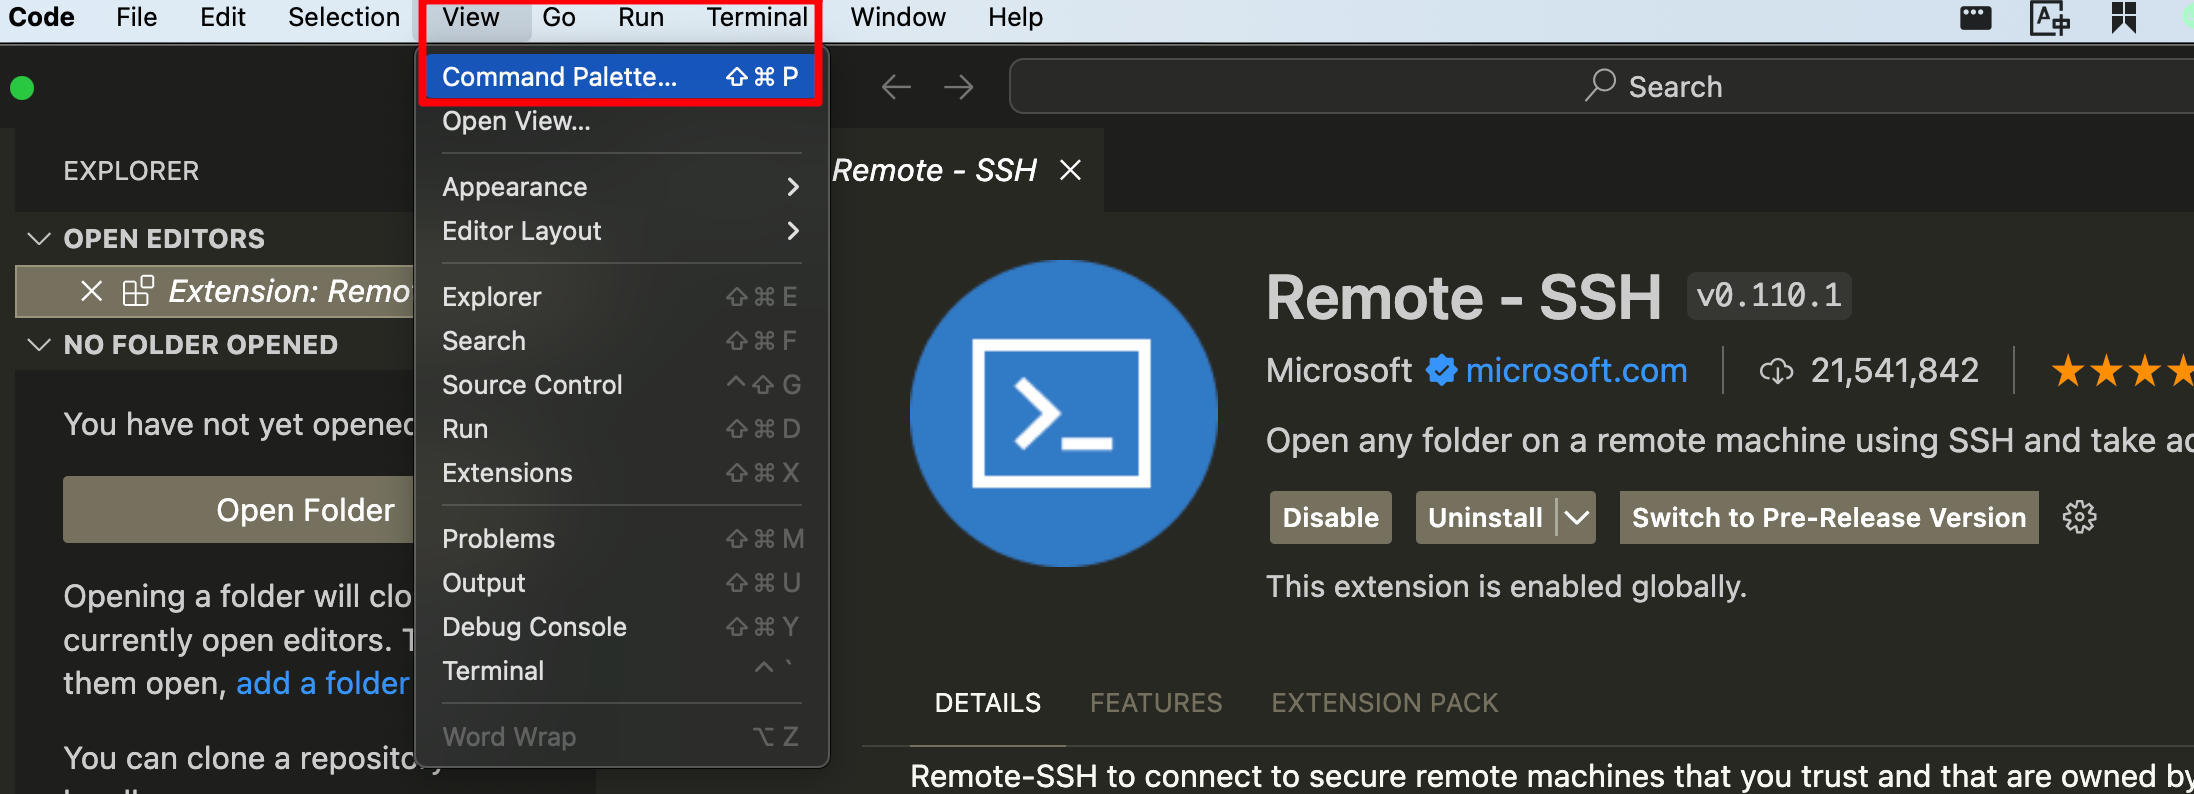 Code File Edit Selection View Go Run Terminal Window Help
Command Palette... ⇧ ⌘ P
Open View...
Appearance
Editor Layout
Explorer ⇧ ⌘ E
Search ⇧ ⌘ F
Source Control ^ ⇧ G
Run ⇧ ⌘ D
Extensions ⇧ ⌘ X
Problems ⇧ ⌘ M
Output ⇧ ⌘ U
Debug Console ⇧ ⌘ Y
Terminal ^ `
Word Wrap ⌥ Z
EXPLORER
OPEN EDITORS
Extension: Remo
NO FOLDER OPENED
You have not yet opened
Open Folder
Opening a folder will clo
currently open editors. T
them open, add a folder
You can clone a repository
Search
Remote - SSH
Remote - SSH v0.110.1
Microsoft microsoft.com 21,541,842
Open any folder on a remote machine using SSH and take ad
Disable Uninstall Switch to Pre-Release Version
This extension is enabled globally.
DETAILS FEATURES EXTENSION PACK
Remote-SSH to connect to secure remote machines that you trust and that are owned by